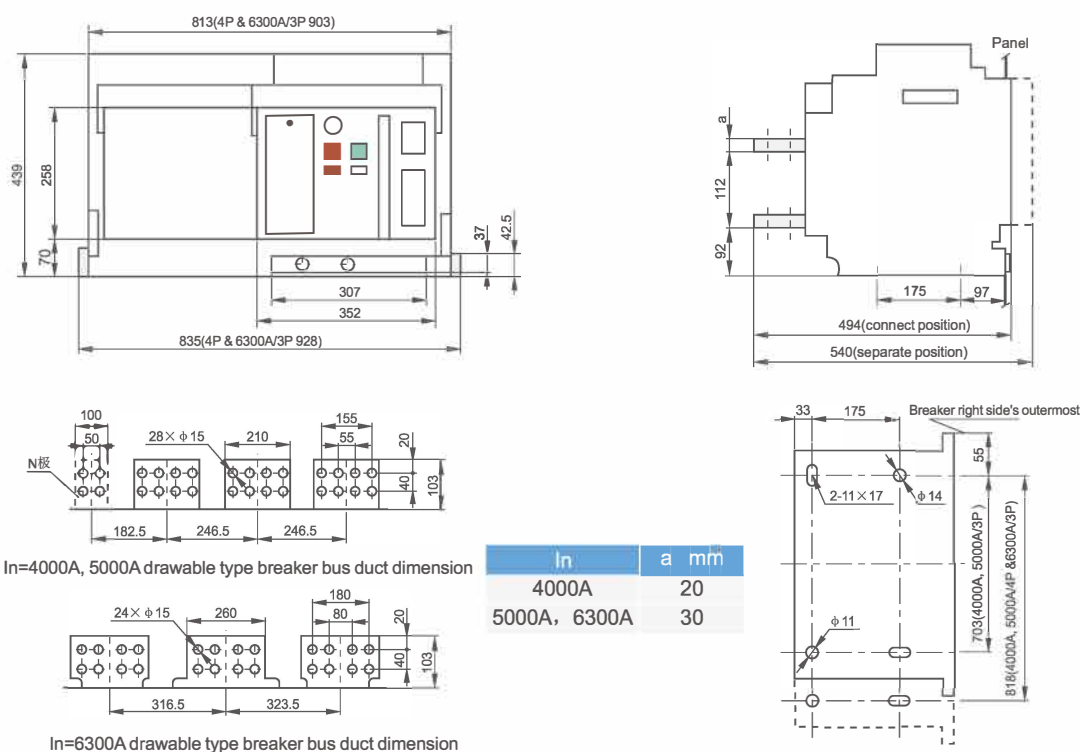 813(4P & 6300A/3P 903)
439
258
70
37
42.5
307
352
835(4P & 6300A/3P 928)
Panel
a
112
92
175
97
494(connect position)
540(separate position)
100
50
N极
28×ϕ15
210
155
55
20
40
103
182.5
246.5
246.5
In=4000A, 5000A drawable type breaker bus duct dimension
24×ϕ15
260
180
80
20
40
103
316.5
323.5
In=6300A drawable type breaker bus duct dimension
In a mm
4000A 20
5000A, 6300A 30
33
175
Breaker right side's outermost
55
2-11×17
ϕ14
ϕ11
703(4000A, 5000A/3P)
818(4000A, 5000A/4P &6300A/3P)